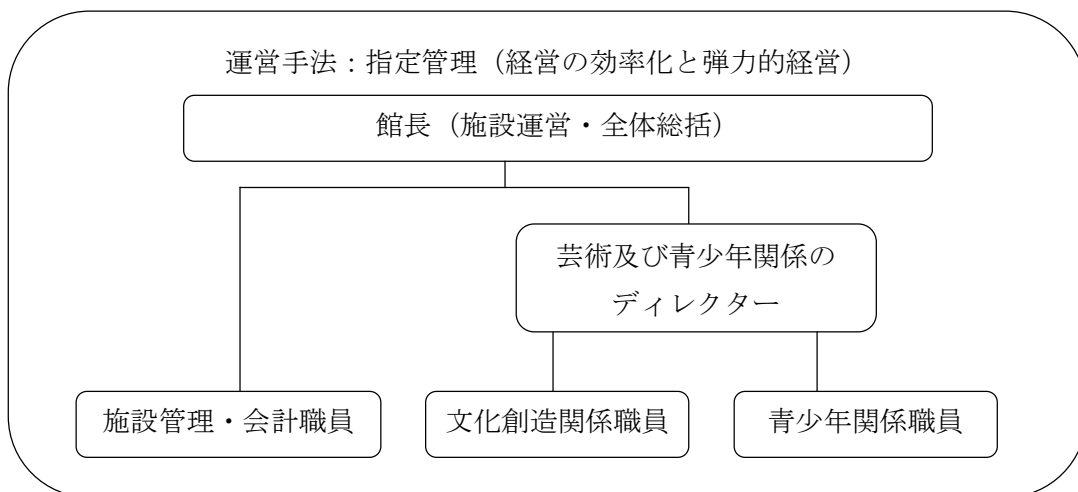 運営手法：指定管理（経営の効率化と弾力的経営）
館長（施設運営・全体総括）
芸術及び青少年関係の
ディレクター
施設管理・会計職員
文化創造関係職員
青少年関係職員